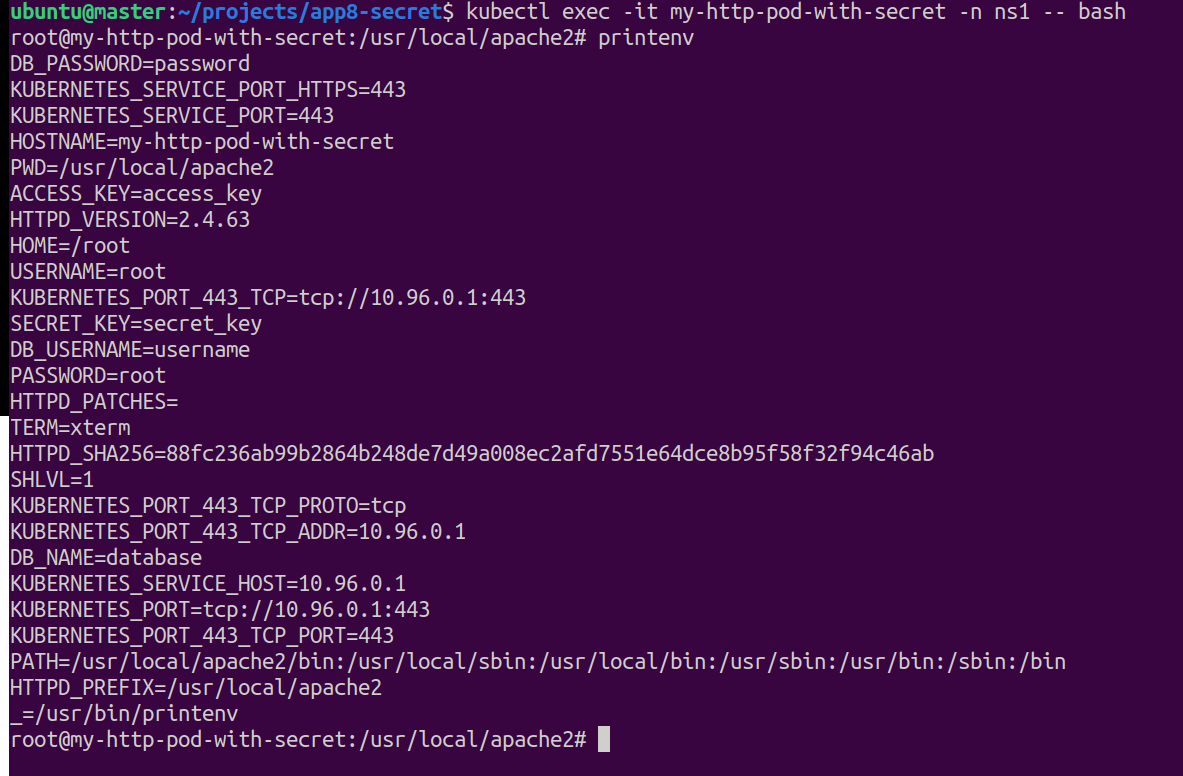 ubuntu@master:~/projects/app8-secret$ kubectl exec -it my-http-pod-with-secret -n ns1 -- bash
root@my-http-pod-with-secret:/usr/local/apache2# printenv
DB_PASSWORD=password
KUBERNETES_SERVICE_PORT_HTTPS=443
KUBERNETES_SERVICE_PORT=443
HOSTNAME=my-http-pod-with-secret
PWD=/usr/local/apache2
ACCESS_KEY=access_key
HTTPD_VERSION=2.4.63
HOME=/root
USERNAME=root
KUBERNETES_PORT_443_TCP=tcp://10.96.0.1:443
SECRET_KEY=secret_key
DB_USERNAME=username
PASSWORD=root
HTTPD_PATCHES=
TERM=xterm
HTTPD_SHA256=88fc236ab99b2864b248de7d49a008ec2afd7551e64dce8b95f58f32f94c46ab
SHLVL=1
KUBERNETES_PORT_443_TCP_PROTO=tcp
KUBERNETES_PORT_443_TCP_ADDR=10.96.0.1
DB_NAME=database
KUBERNETES_SERVICE_HOST=10.96.0.1
KUBERNETES_PORT=tcp://10.96.0.1:443
KUBERNETES_PORT_443_TCP_PORT=443
PATH=/usr/local/apache2/bin:/usr/local/sbin:/usr/local/bin:/usr/sbin:/usr/bin:/sbin:/bin
HTTPD_PREFIX=/usr/local/apache2
_=/usr/bin/printenv
root@my-http-pod-with-secret:/usr/local/apache2#